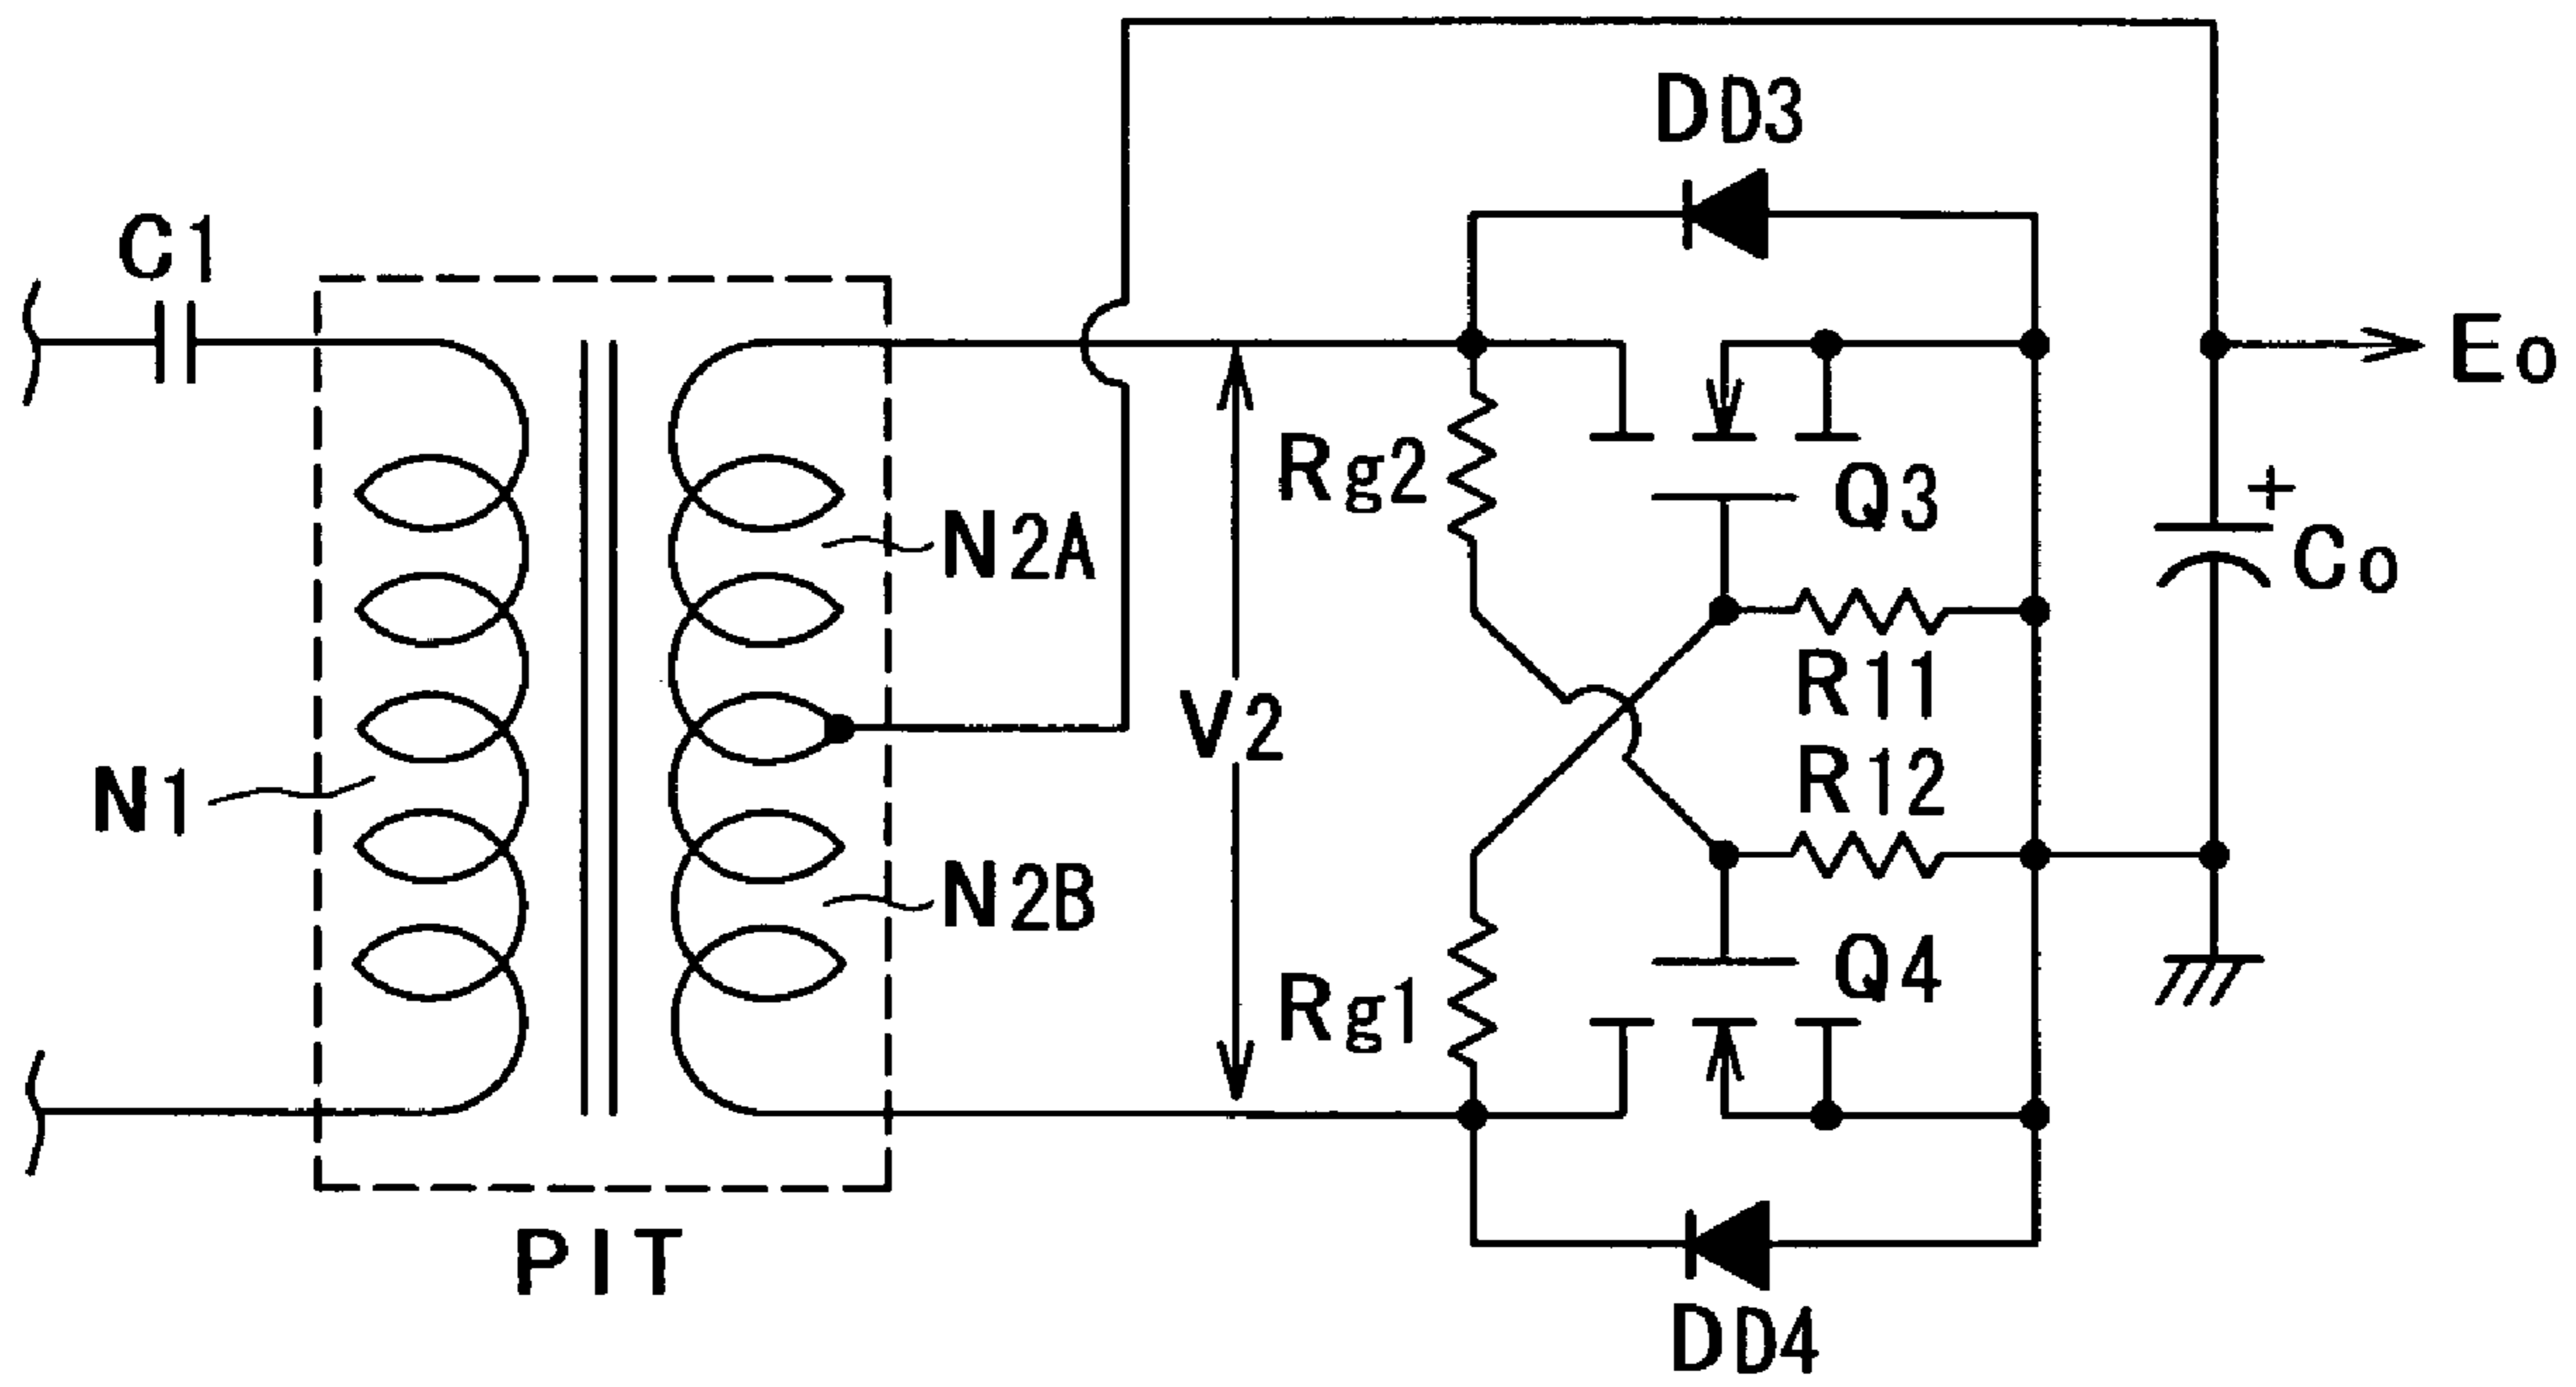 DD3
C1
Eo
Rg2
Q3
+
N2A
Co
R11
V2
R12
N1
N2B
Q4
Rg1
PIT
DD4